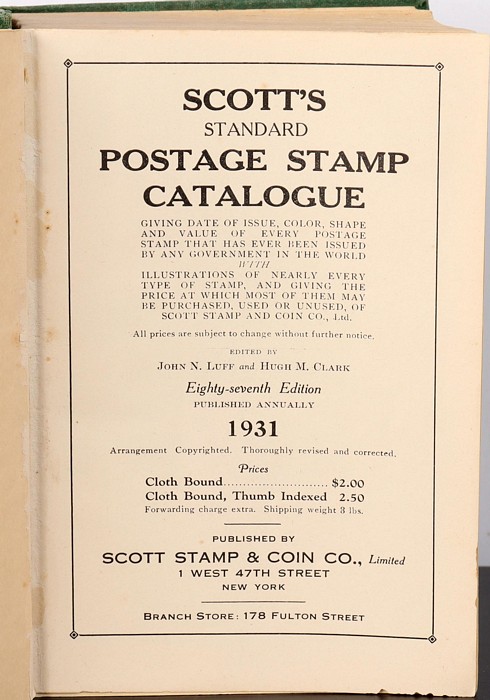 SCOTT'S
STANDARD
POSTAGE STAMP
CATALOGUE
GIVING DATE OF ISSUE, COLOR, SHAPE
AND VALUE OF EVERY POSTAGE
STAMP THAT HAS EVER BEEN ISSUED
BY ANY GOVERNMENT IN THE WORLD
WITH
ILLUSTRATIONS OF NEARLY EVERY
TYPE OF STAMP, AND GIVING THE
PRICE AT WHICH MOST OF THEM MAY
BE PURCHASED, USED OR UNUSED, OF
SCOTT STAMP AND COIN CO., Ltd.
All prices are subject to change without further notice.
EDITED BY
JOHN N. LUFF and HUGH M. CLARK
Eighty-seventh Edition
PUBLISHED ANNUALLY
1931
Arrangement Copyrighted. Thoroughly revised and corrected.
Prices
Cloth Bound.......................... $2.00
Cloth Bound, Thumb Indexed 2.50
Forwarding charge extra. Shipping weight 3 lbs.
PUBLISHED BY
SCOTT STAMP & COIN CO., Limited
1 WEST 47TH STREET
NEW YORK
BRANCH STORE: 178 FULTON STREET